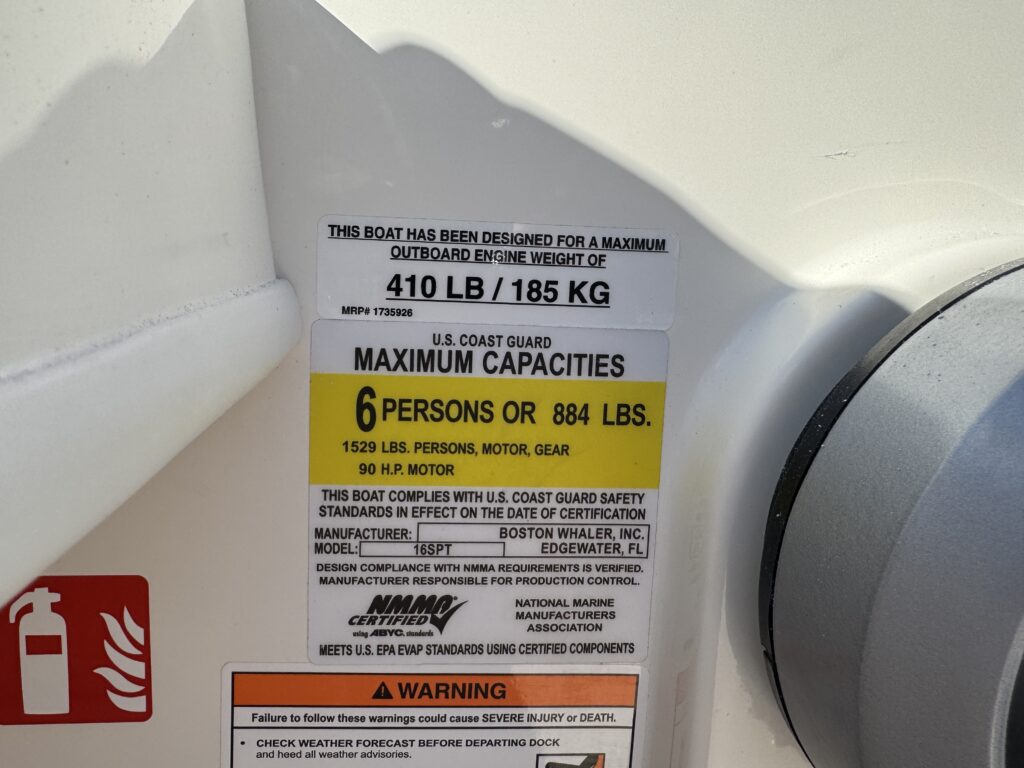 THIS BOAT HAS BEEN DESIGNED FOR A MAXIMUM
OUTBOARD ENGINE WEIGHT OF
410 LB / 185 KG
MRP# 1735926
U.S. COAST GUARD
MAXIMUM CAPACITIES
6 PERSONS OR 884 LBS.
1529 LBS. PERSONS, MOTOR, GEAR
90 H.P. MOTOR
THIS BOAT COMPLIES WITH U.S. COAST GUARD SAFETY
STANDARDS IN EFFECT ON THE DATE OF CERTIFICATION
MANUFACTURER: BOSTON WHALER, INC.
MODEL: 16SPT EDGEWATER, FL
DESIGN COMPLIANCE WITH NMMA REQUIREMENTS IS VERIFIED.
MANUFACTURER RESPONSIBLE FOR PRODUCTION CONTROL.
NMMA
CERTIFIED
using ABYC. standards
NATIONAL MARINE
MANUFACTURERS
ASSOCIATION
MEETS U.S. EPA EVAP STANDARDS USING CERTIFIED COMPONENTS
WARNING
Failure to follow these warnings could cause SEVERE INJURY or DEATH.
• CHECK WEATHER FORECAST BEFORE DEPARTING DOCK
and heed all weather advisories.